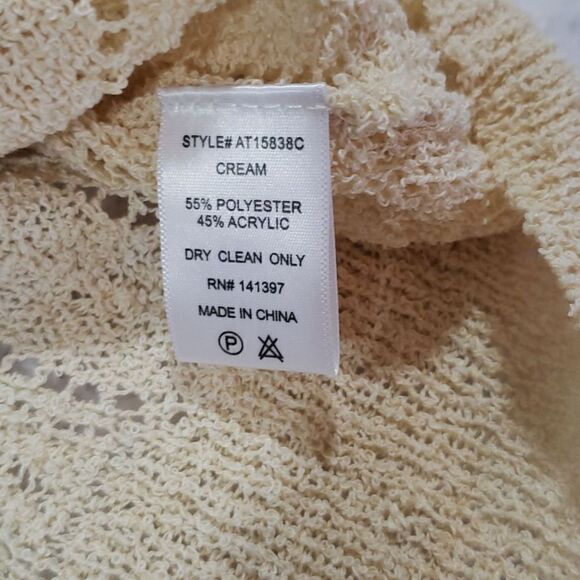 STYLE# AT15838C
CREAM
55% POLYESTER
45% ACRYLIC
DRY CLEAN ONLY
RN# 141397
MADE IN CHINA
P